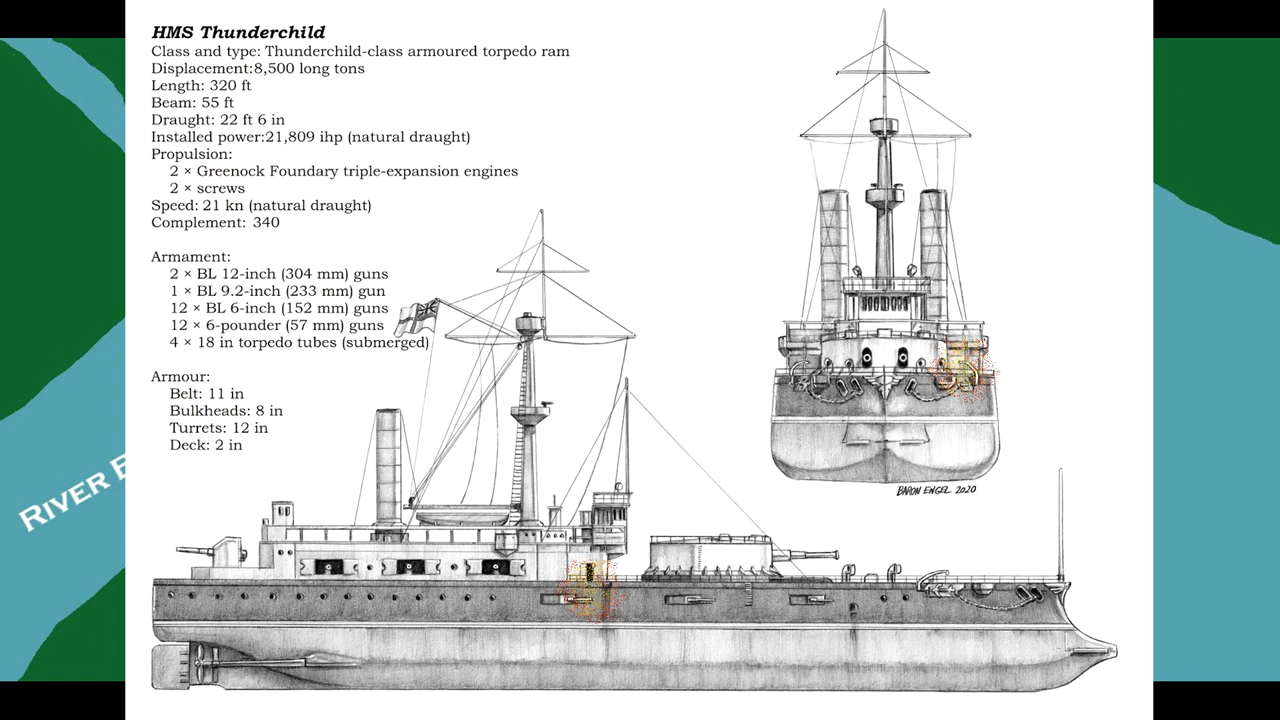 HMS Thunderchild
Class and type: Thunderchild-class armoured torpedo ram
Displacement:8,500 long tons
Length: 320 ft
Beam: 55 ft
Draught: 22 ft 6 in
Installed power:21,809 ihp (natural draught)
Propulsion:
2 × Greenock Foundary triple-expansion engines
2 × screws
Speed: 21 kn (natural draught)
Complement: 340
Armament:
2 × BL 12-inch (304 mm) guns
1 × BL 9.2-inch (233 mm) gun
12 × BL 6-inch (152 mm) guns
12 × 6-pounder (57 mm) guns
4 × 18 in torpedo tubes (submerged)
Armour:
Belt: 11 in
Bulkheads: 8 in
Turrets: 12 in
Deck: 2 in
RIVER
BARON ENGEL 2020